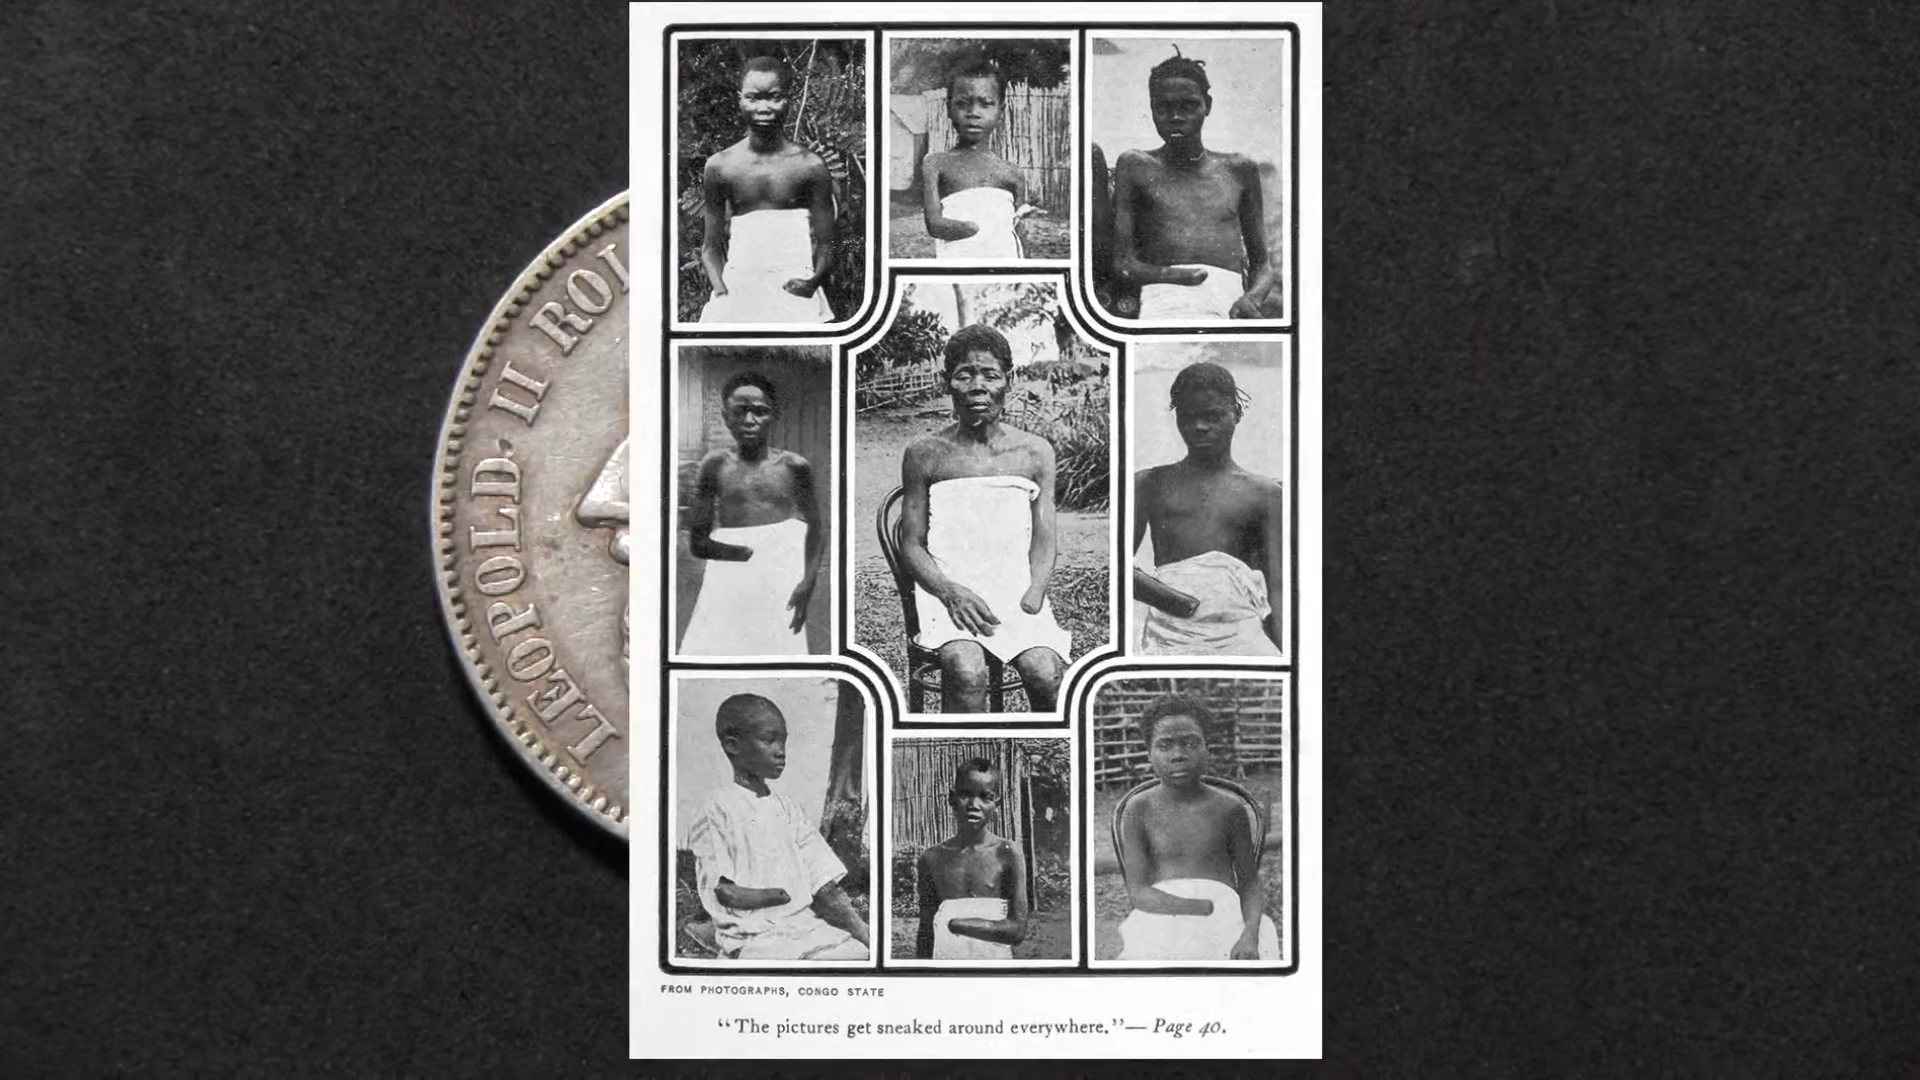 LEOPOLD II ROI
FROM PHOTOGRAPHS, CONGO STATE
“The pictures get sneaked around everywhere.”— Page 40.